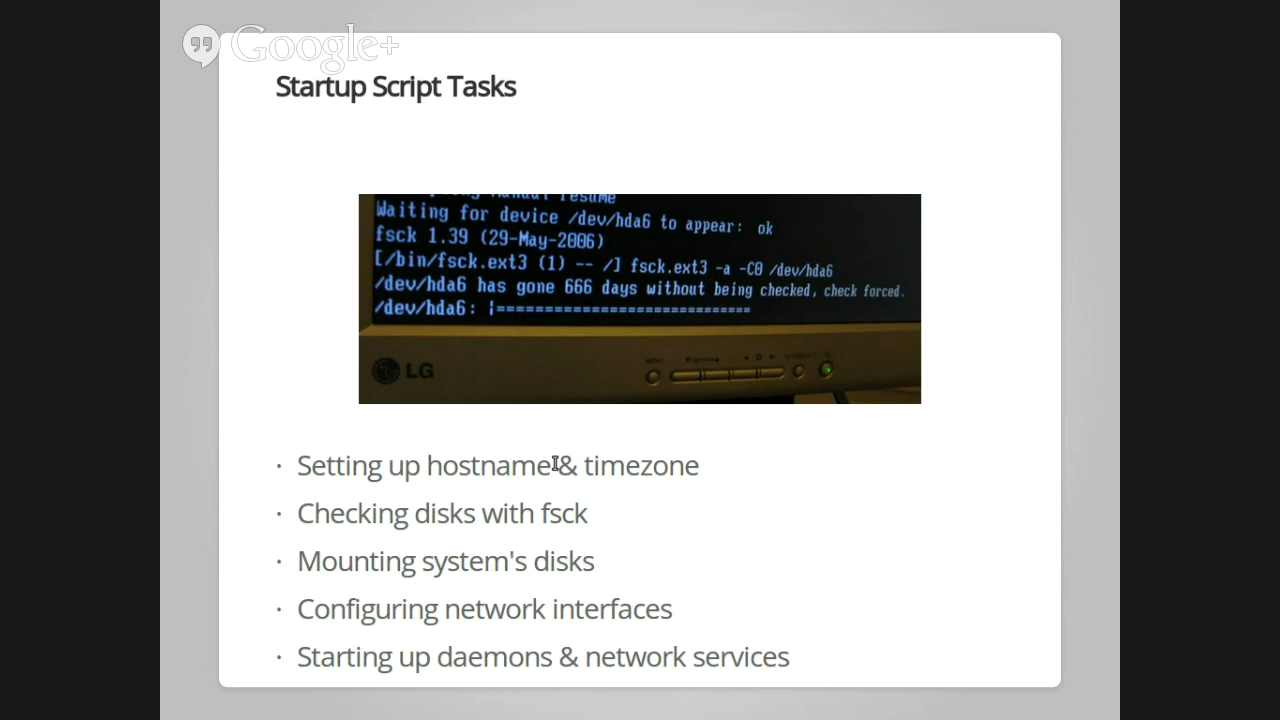 Google+
Startup Script Tasks
manual resume
Waiting for device /dev/hda6 to appear: ok
fsck 1.39 (29-May-2006)
[/bin/fsck.ext3 (1) -- /] fsck.ext3 -a -C0 /dev/hda6
/dev/hda6 has gone 666 days without being checked, check forced.
/dev/hda6: |===========================
LG
MENU
· Setting up hostname & timezone
· Checking disks with fsck
· Mounting system's disks
· Configuring network interfaces
· Starting up daemons & network services